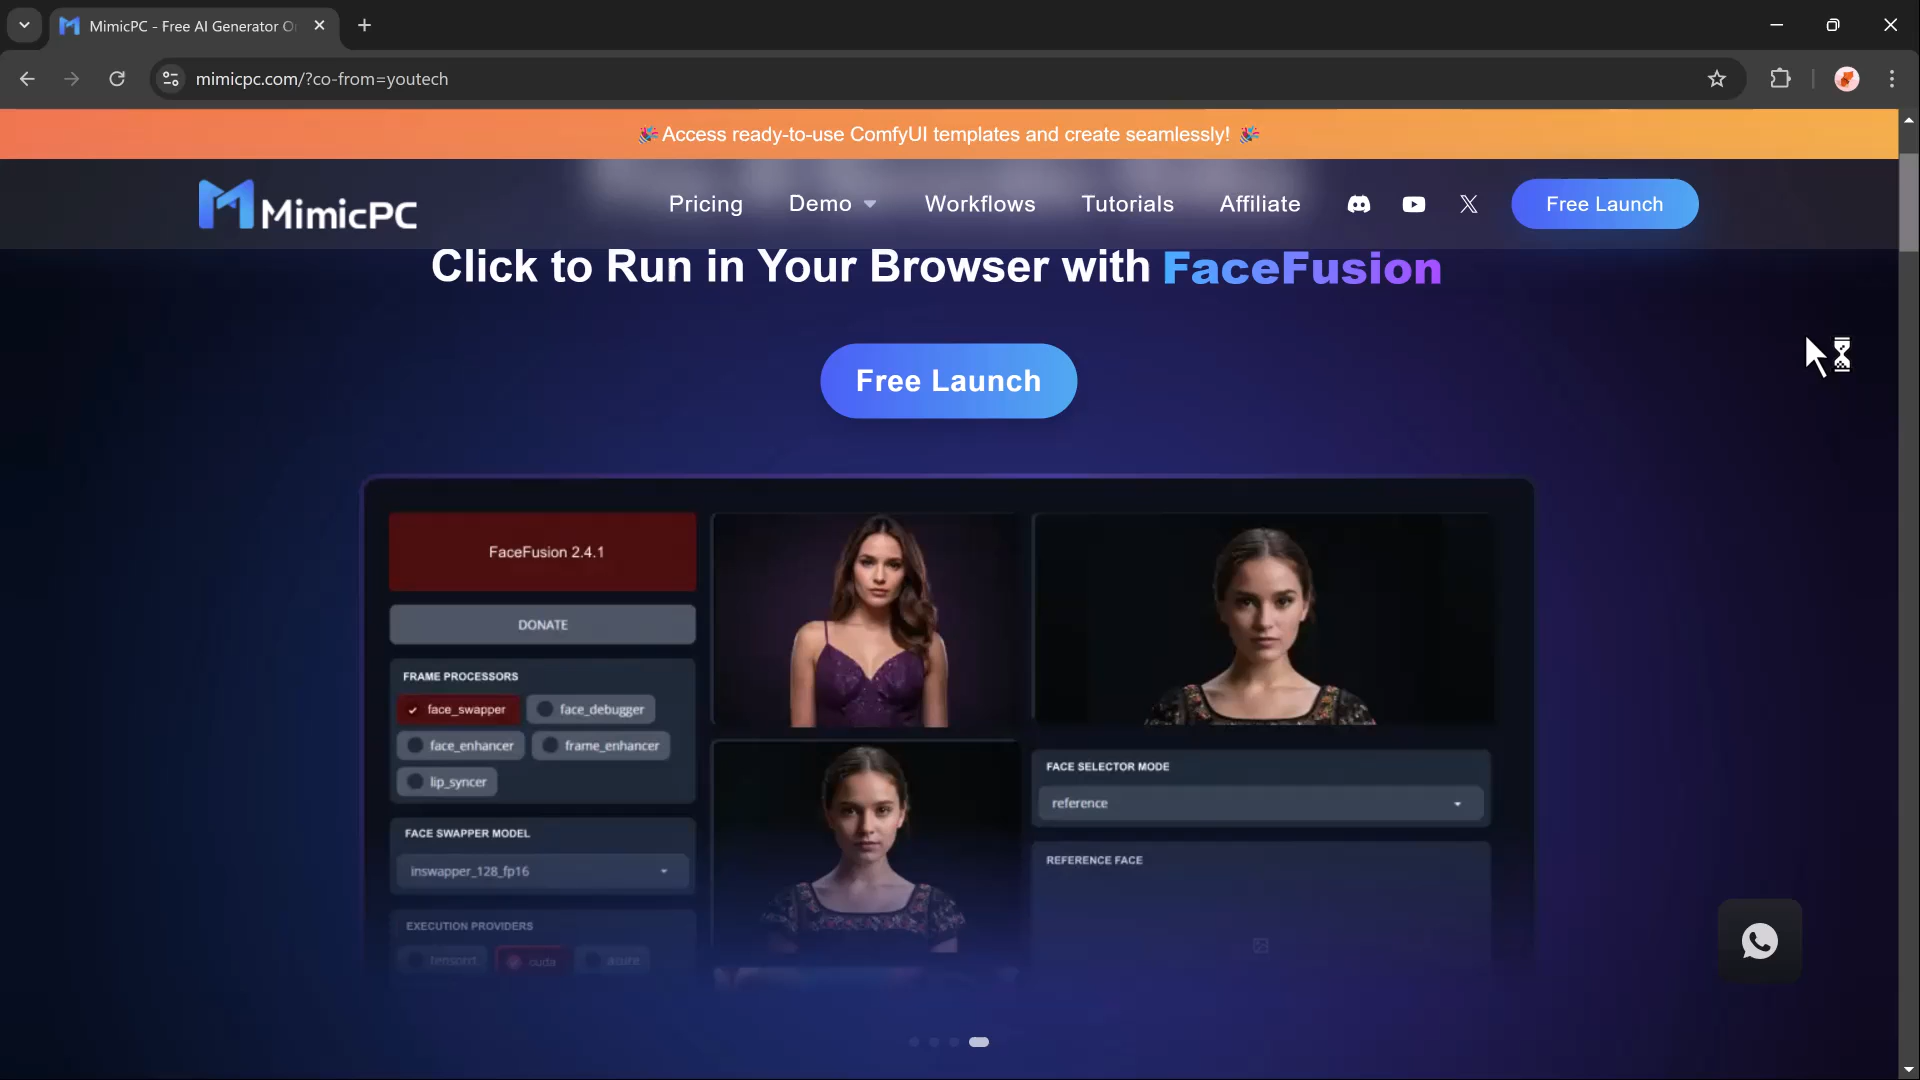 MimicPC - Free AI Generator O
mimicpc.com/?co-from=youtech
🎉Access ready-to-use ComfyUI templates and create seamlessly! 🎉
MimicPC
Pricing
Demo
Workflows
Tutorials
Affiliate
Free Launch
Click to Run in Your Browser with FaceFusion
Free Launch
FaceFusion 2.4.1
DONATE
FRAME PROCESSORS
face_swapper
face_debugger
face_enhancer
frame_enhancer
lip_syncer
FACE SWAPPER MODEL
inswapper_128_fp16
EXECUTION PROVIDERS
tensorrt
cuda
azure
FACE SELECTOR MODE
reference
REFERENCE FACE